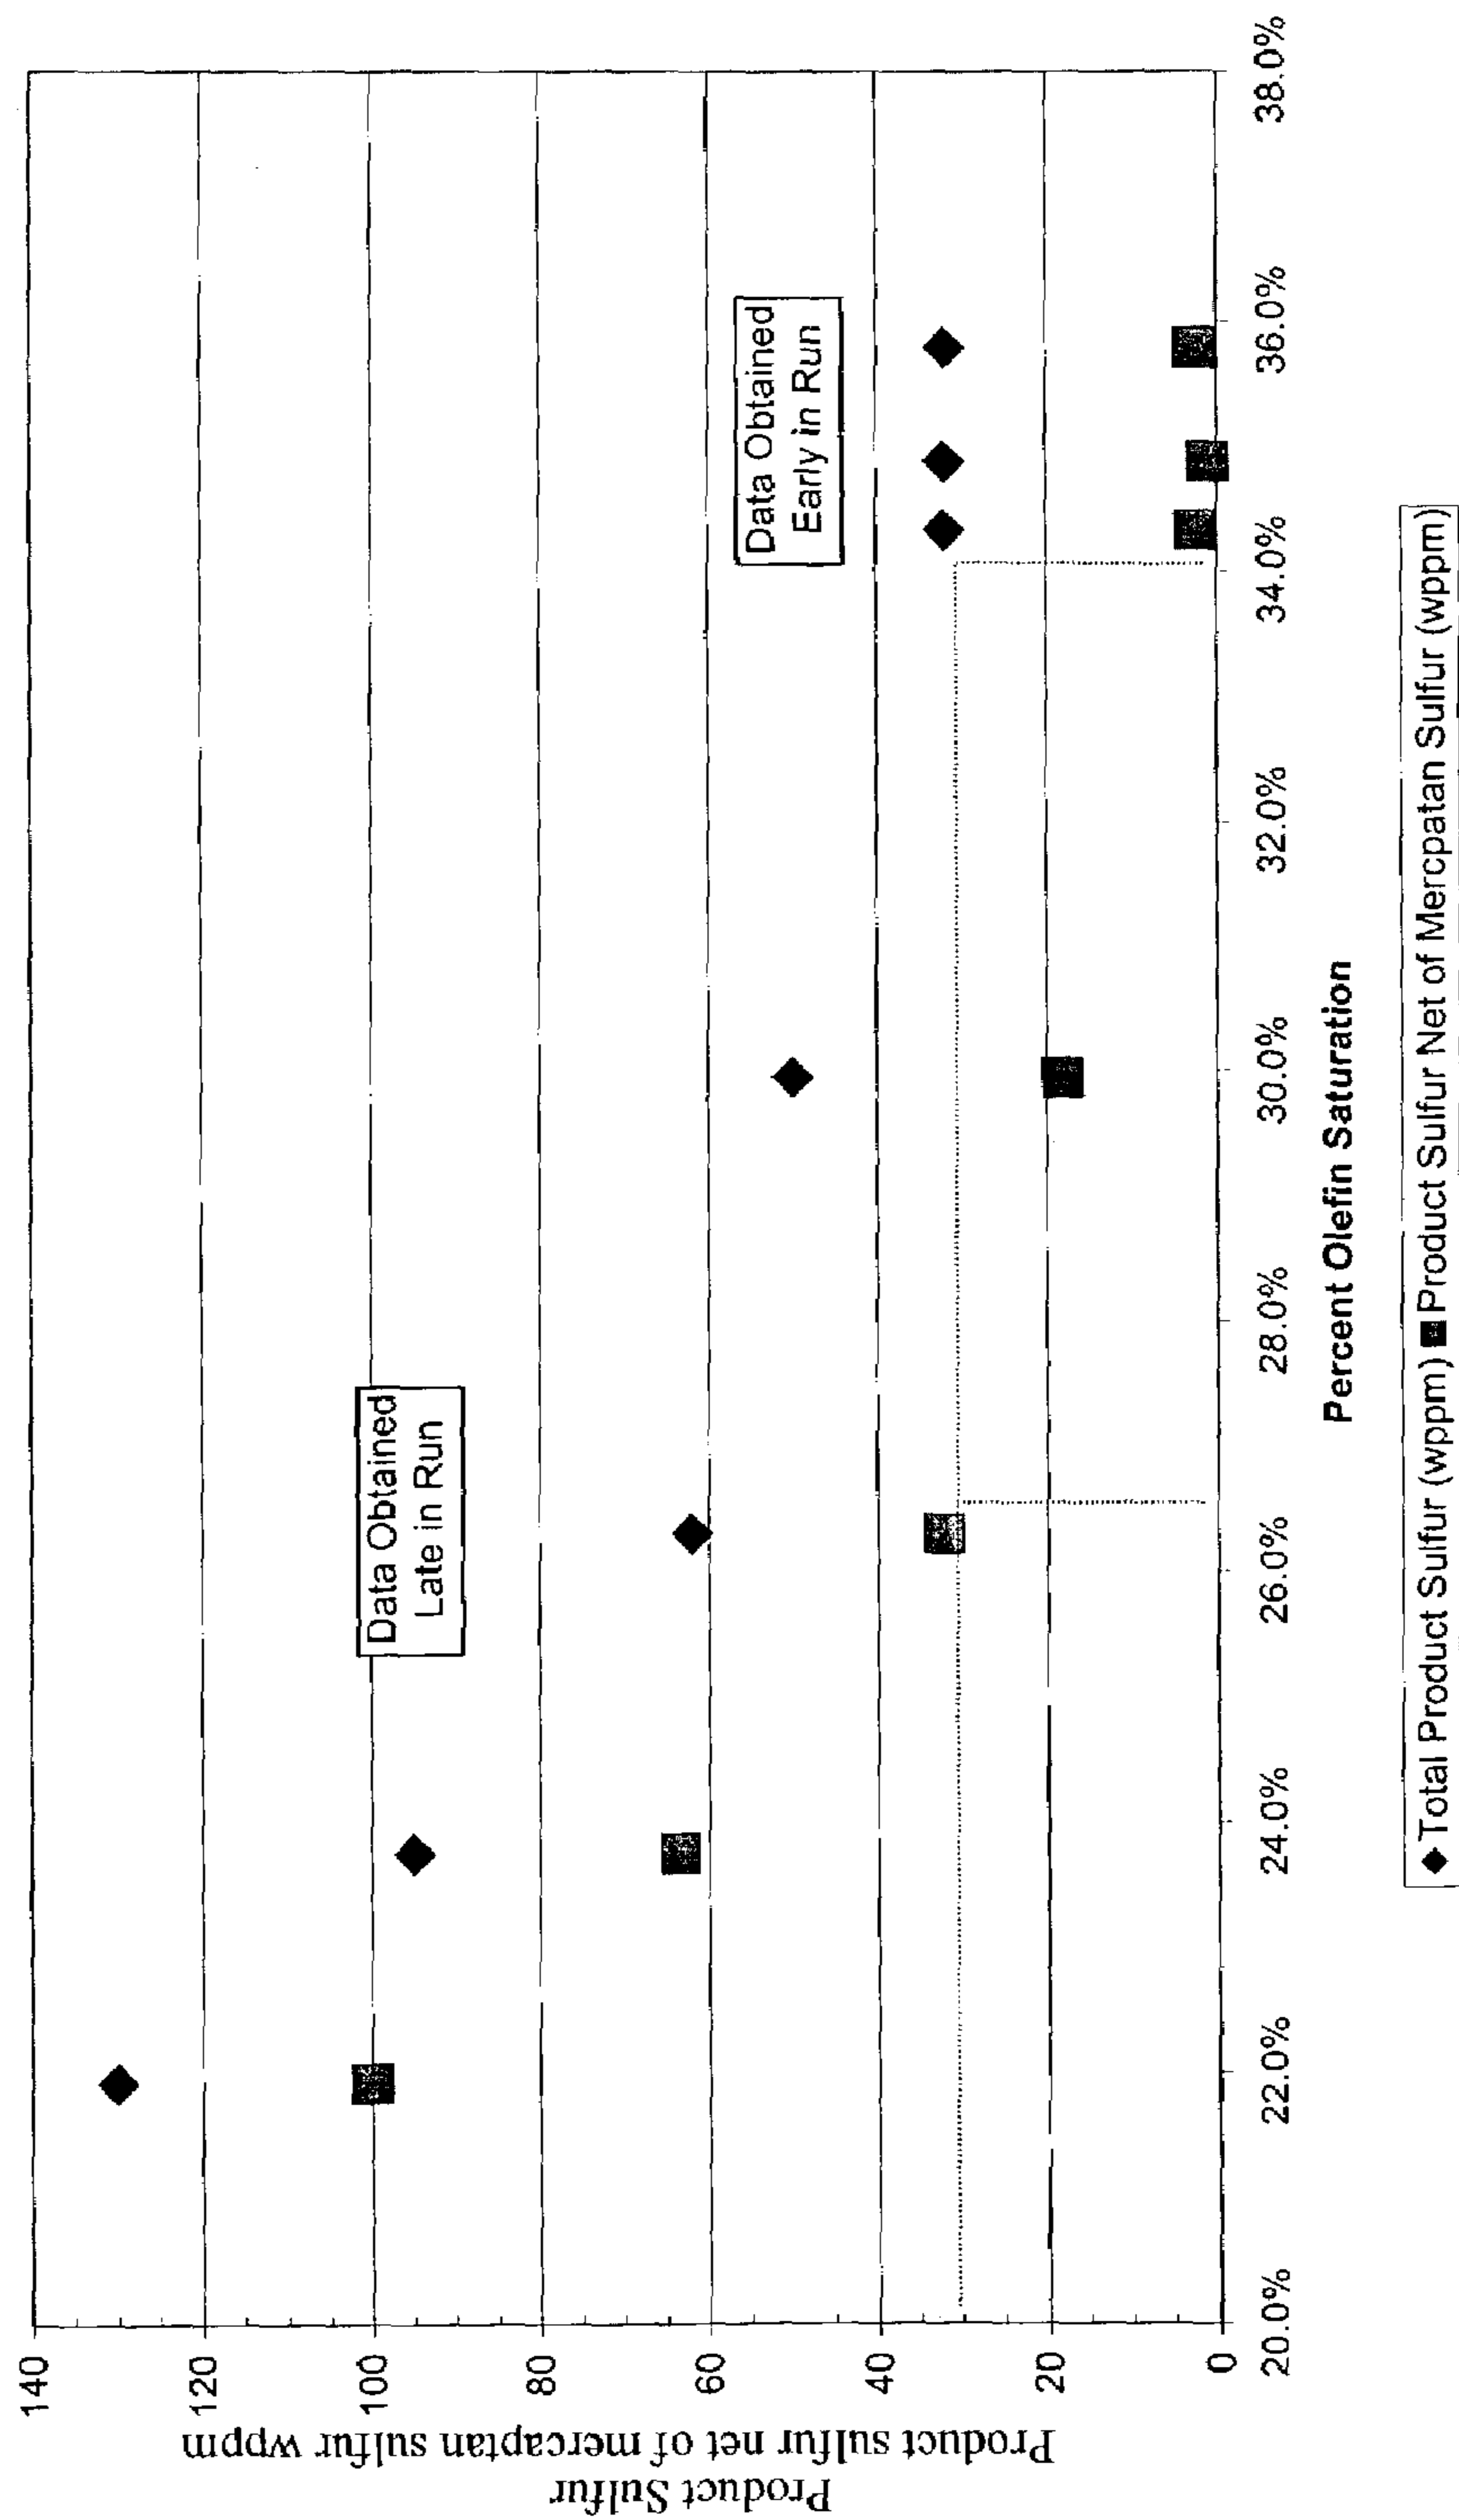 Product Sulfur
Product sulfur net of mercaptan sulfur wppm
140
120
100
80
60
40
20
0
Data Obtained
Late in Run
Data Obtained
Early in Run
20.0%
22.0%
24.0%
26.0%
28.0%
30.0%
32.0%
34.0%
36.0%
38.0%
Percent Olefin Saturation
Total Product Sulfur (wppm) Product Sulfur Net of Mercpatan Sulfur (wppm)